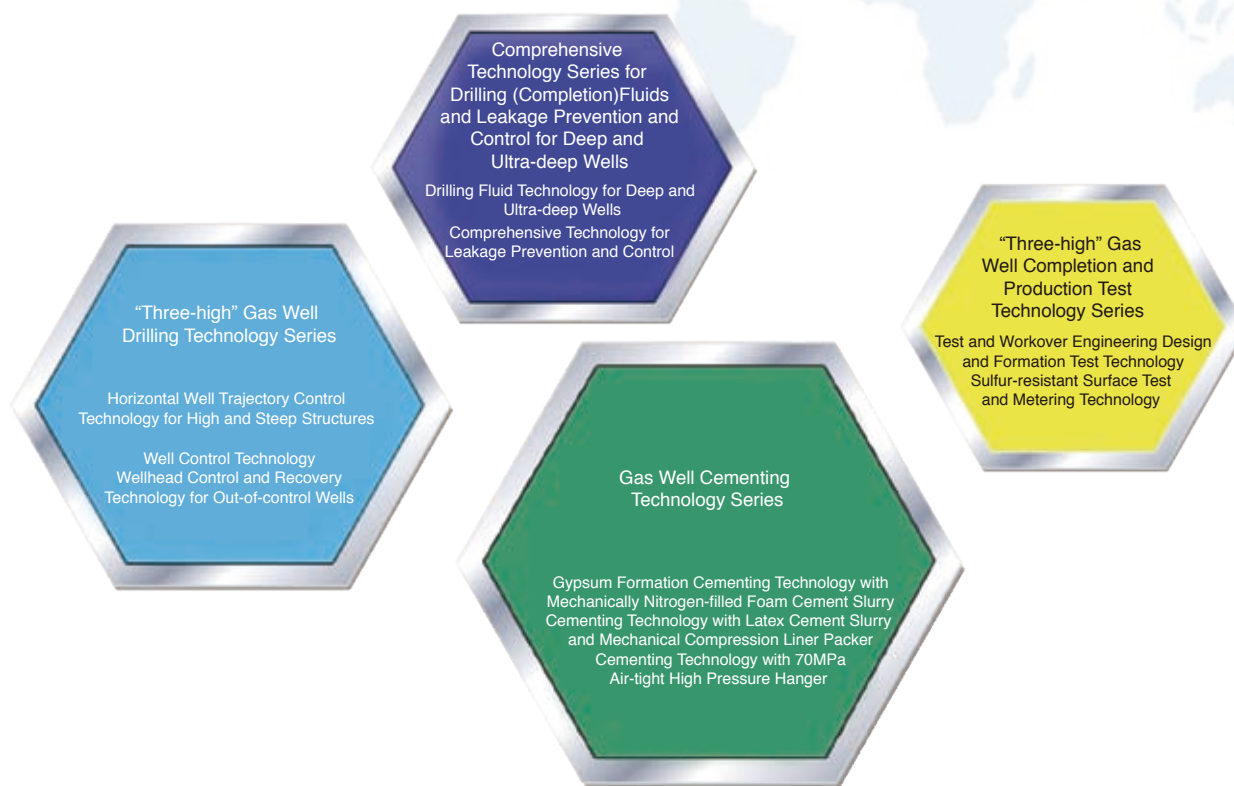 Comprehensive
Technology Series for
Drilling (Completion)Fluids
and Leakage Prevention and
Control for Deep and
Ultra-deep Wells
Drilling Fluid Technology for Deep and
Ultra-deep Wells
Comprehensive Technology for
Leakage Prevention and Control
“Three-high” Gas Well
Drilling Technology Series
Horizontal Well Trajectory Control
Technology for High and Steep Structures
Well Control Technology
Wellhead Control and Recovery
Technology for Out-of-control Wells
“Three-high” Gas
Well Completion and
Production Test
Technology Series
Test and Workover Engineering Design
and Formation Test Technology
Sulfur-resistant Surface Test
and Metering Technology
Gas Well Cementing
Technology Series
Gypsum Formation Cementing Technology with
Mechanically Nitrogen-filled Foam Cement Slurry
Cementing Technology with Latex Cement Slurry
and Mechanical Compression Liner Packer
Cementing Technology with 70MPa
Air-tight High Pressure Hanger